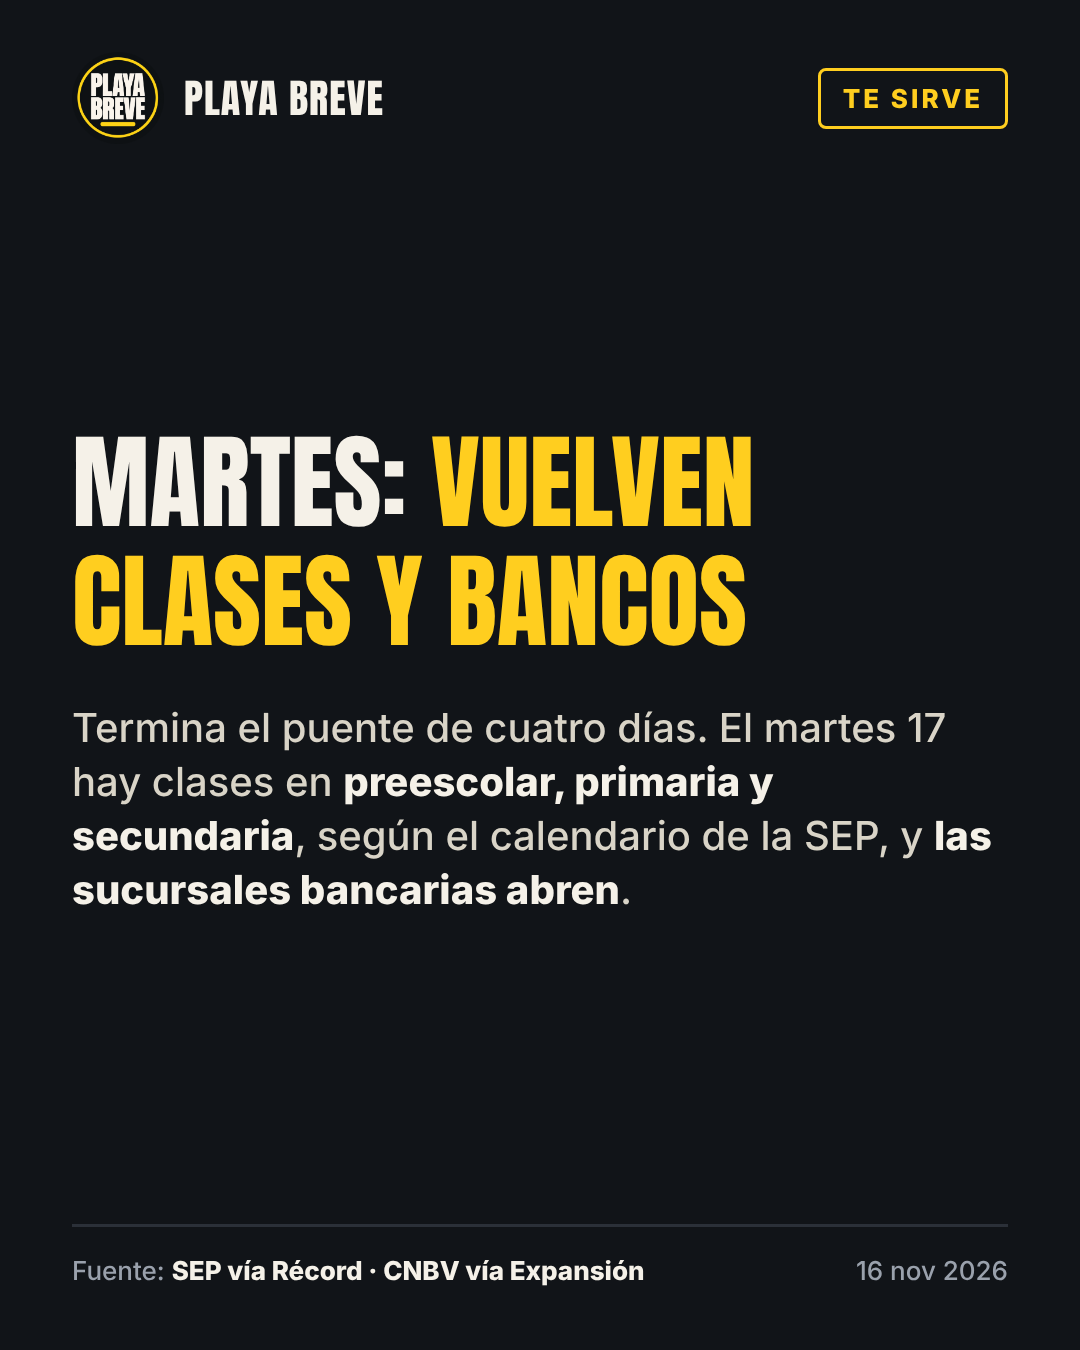 PLAYA
BREVE
PLAYA BREVE
TE SIRVE
MARTES: VUELVEN
CLASES Y BANCOS
Termina el puente de cuatro días. El martes 17
hay clases en preescolar, primaria y
secundaria, según el calendario de la SEP, y las
sucursales bancarias abren.
Fuente: SEP vía Récord · CNBV vía Expansión
16 nov 2026